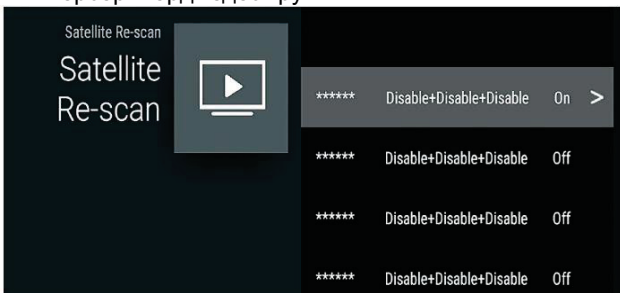 Satellite Re-scan
Satellite
Re-scan
****** Disable+Disable+Disable On >
****** Disable+Disable+Disable Off
****** Disable+Disable+Disable Off
****** Disable+Disable+Disable Off